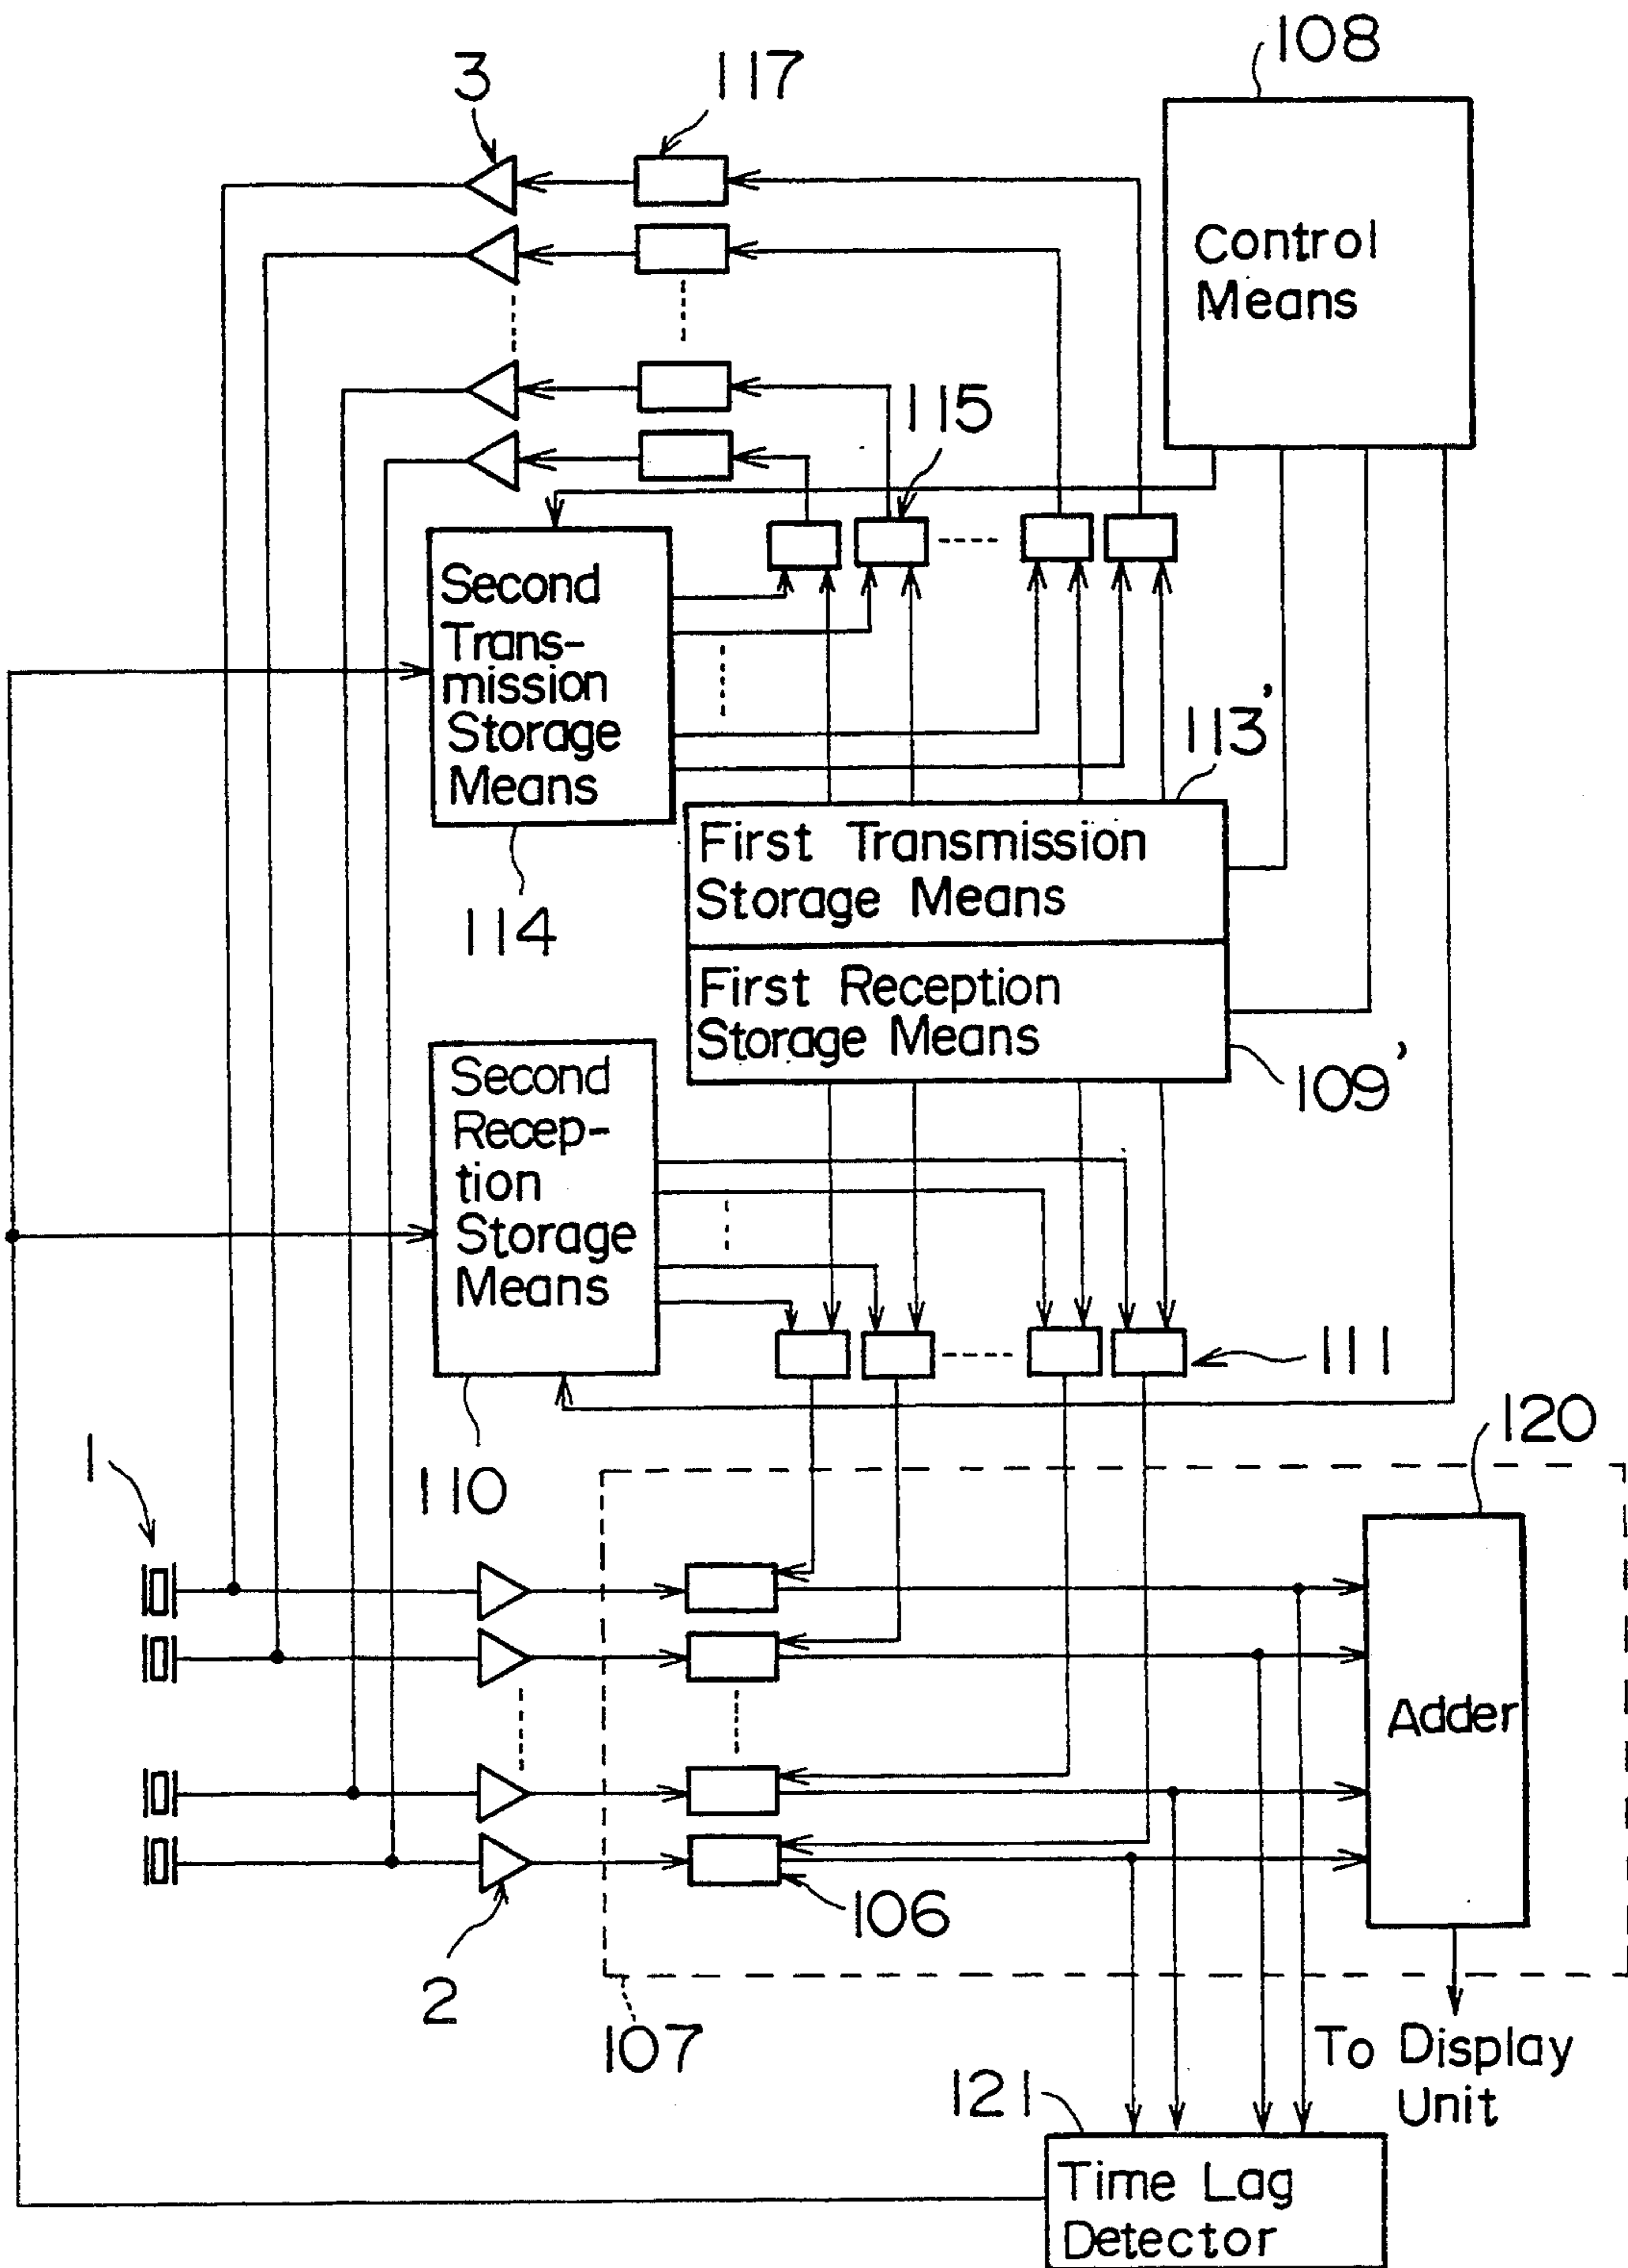 108
3
117
Control
Means
115
Second
Trans-
mission
Storage
Means
113'
First Transmission
Storage Means
114
First Reception
Storage Means
109'
Second
Recep-
tion
Storage
Means
111
110
120
1
Adder
106
2
107
To Display
Unit
121
Time Lag
Detector